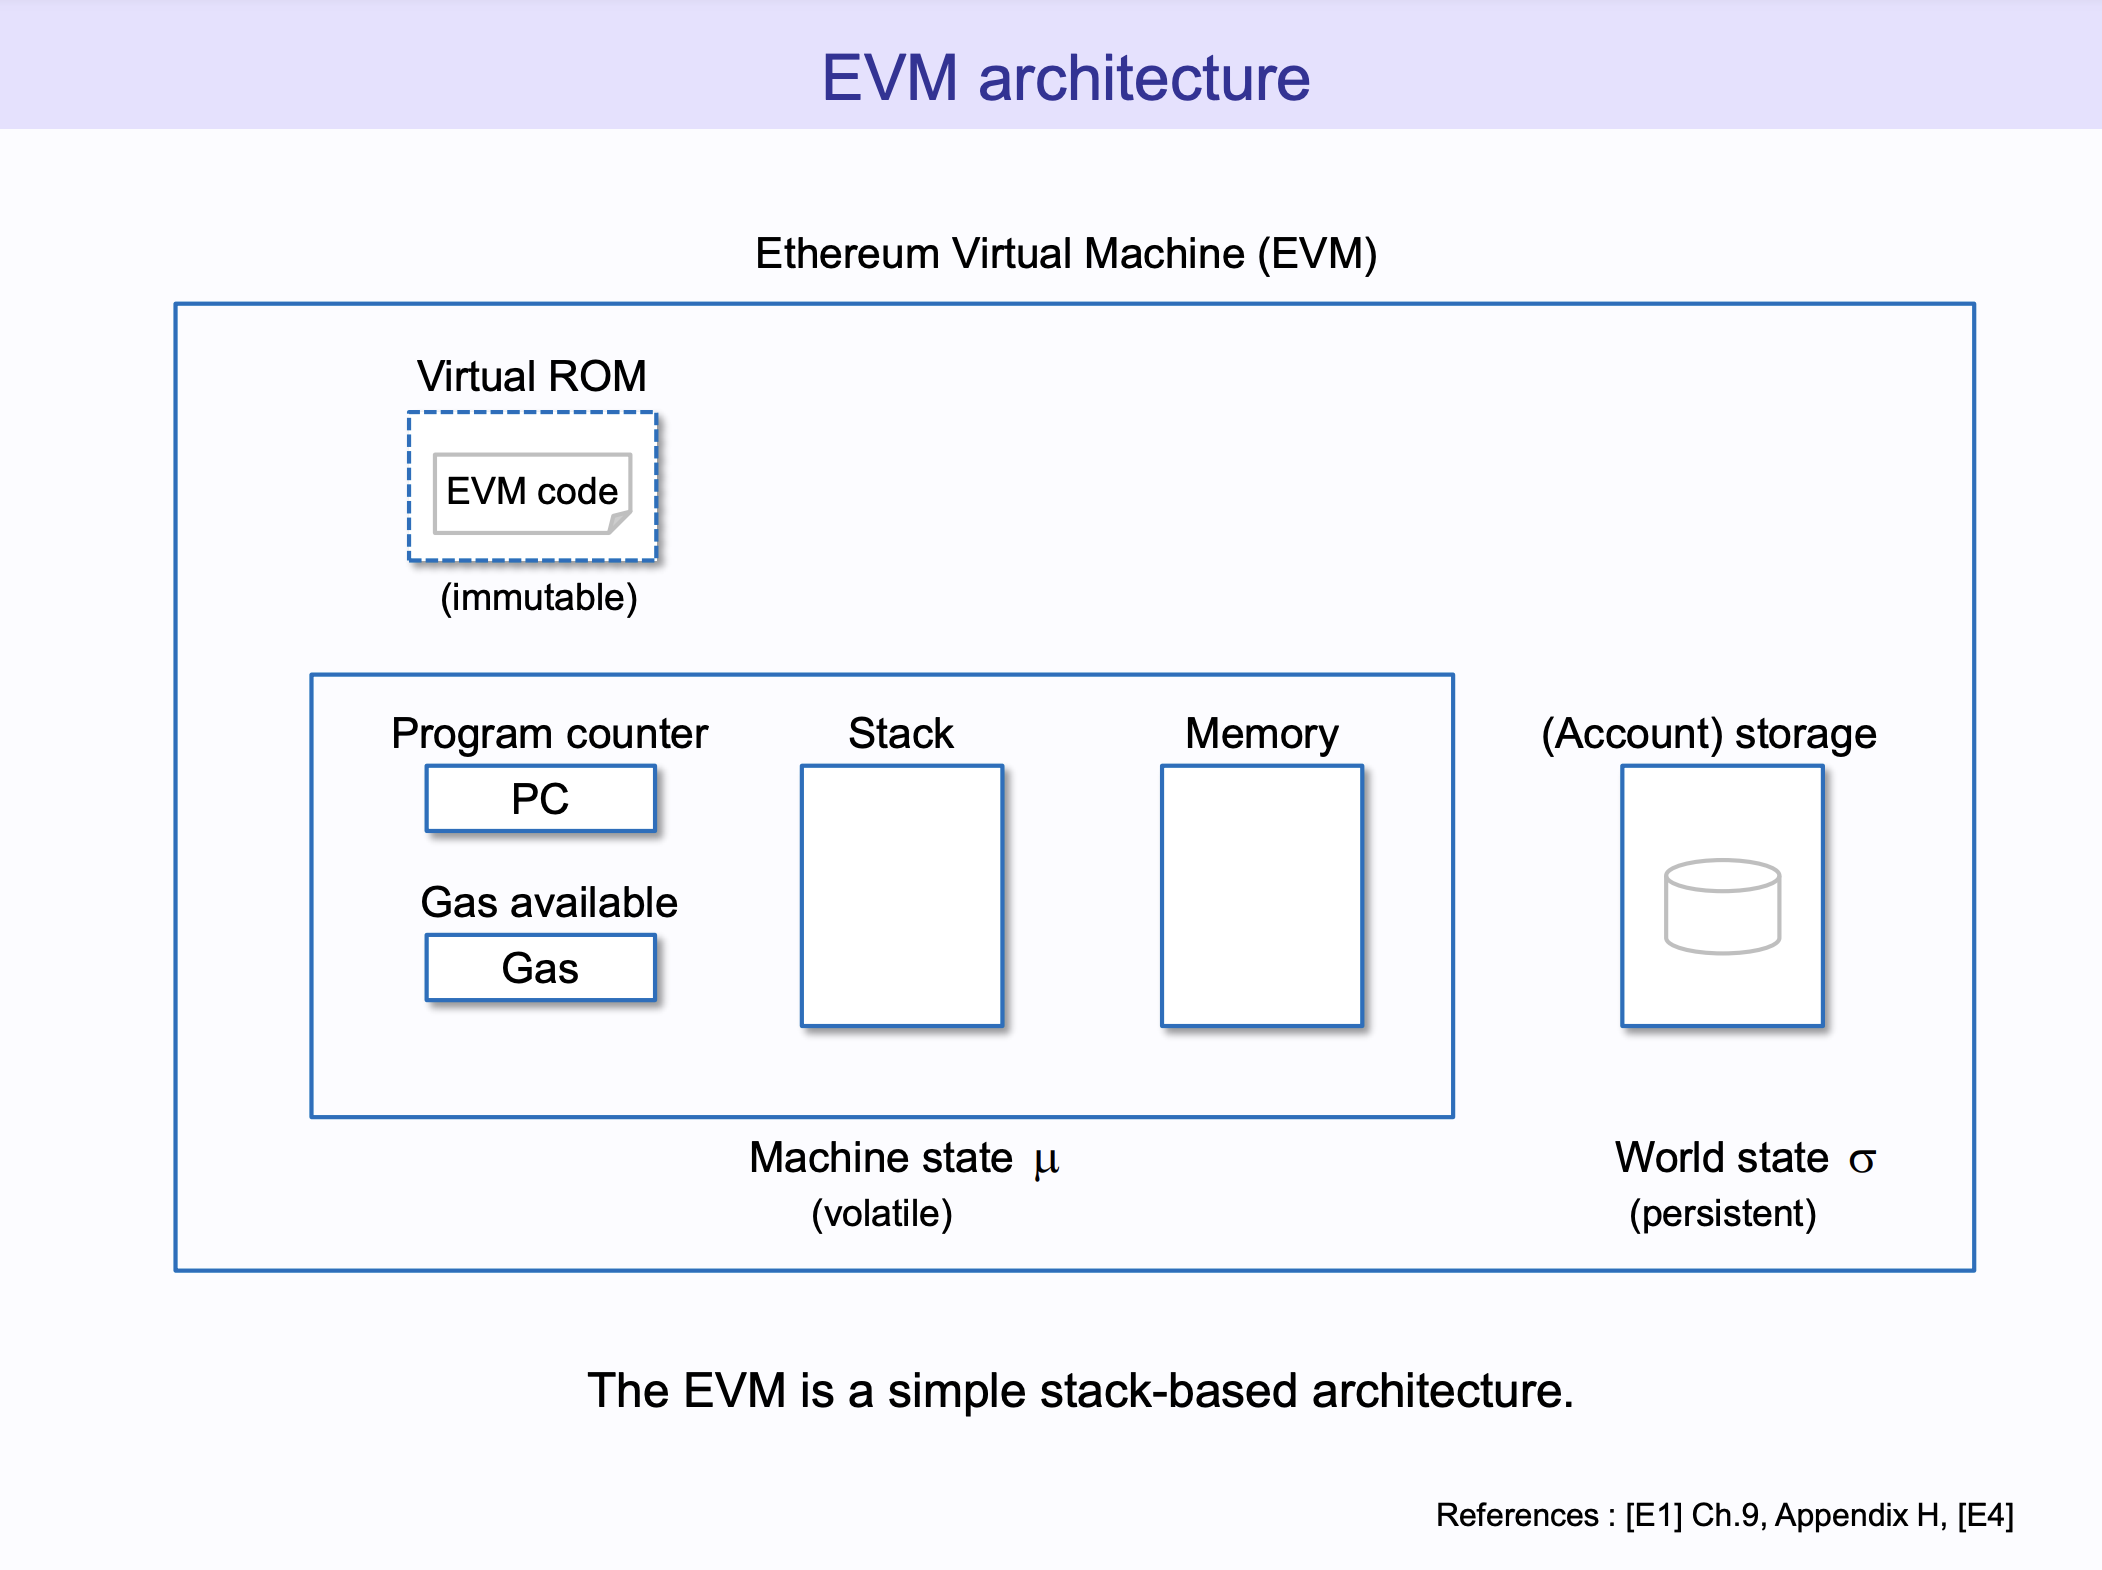 EVM architecture
Ethereum Virtual Machine (EVM)
Virtual ROM
EVM code
(immutable)
Program counter
PC
Gas available
Gas
Stack
Memory
(Account) storage
Machine state μ
(volatile)
World state σ
(persistent)
The EVM is a simple stack-based architecture.
References : [E1] Ch.9, Appendix H, [E4]